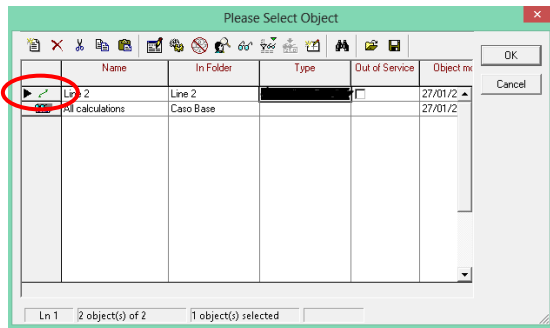 Please Select Object
OK
Cancel
Name In Folder Type Out of Service Object mo
Line 2 Line 2 27/01/2
All calculations Caso Base 27/01/2
Ln 1 2 object(s) of 2 1 object(s) selected